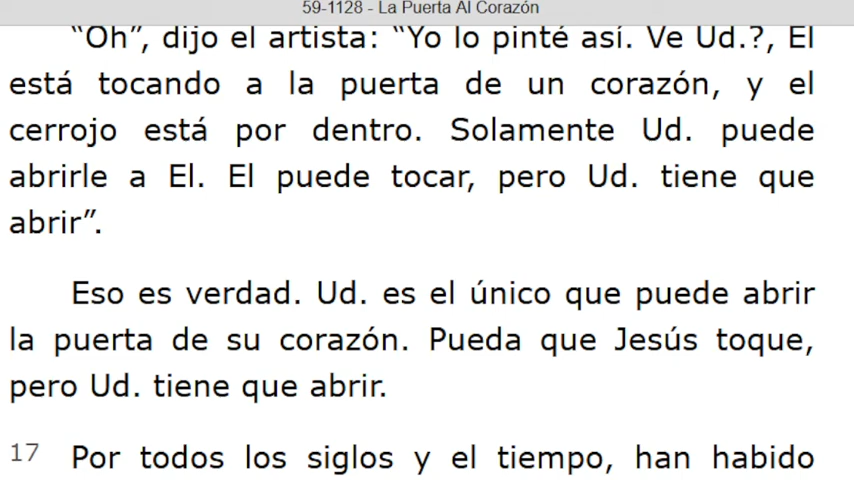 59-1128 - La Puerta Al Corazón
“Oh”, dijo el artista: “Yo lo pinté así. Ve Ud.?, El
está tocando a la puerta de un corazón, y el
cerrojo está por dentro. Solamente Ud. puede
abrirle a El. El puede tocar, pero Ud. tiene que
abrir”.
Eso es verdad. Ud. es el único que puede abrir
la puerta de su corazón. Pueda que Jesús toque,
pero Ud. tiene que abrir.
17 Por todos los siglos y el tiempo, han habido